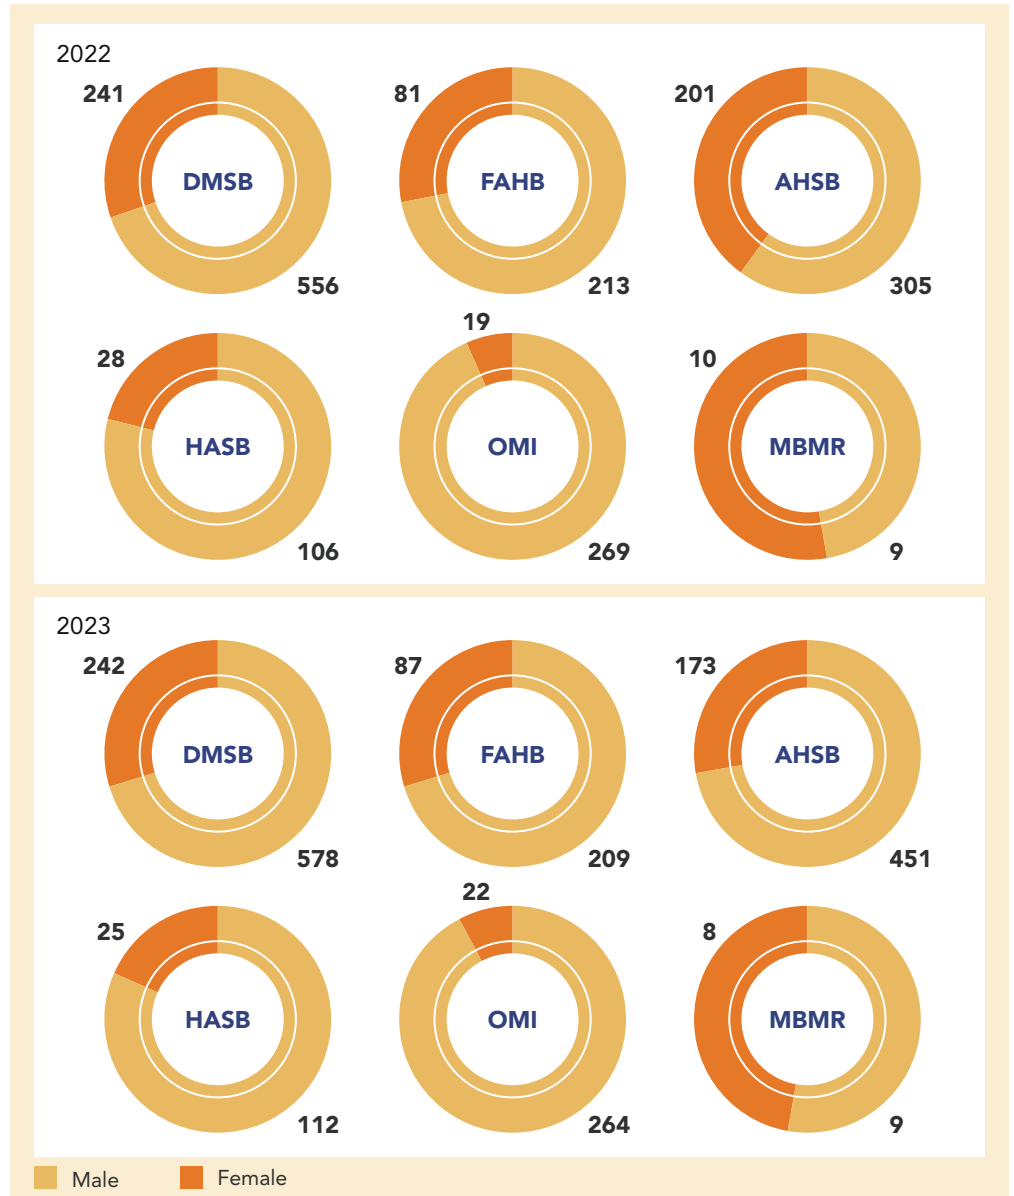 2022
241
DMSB
556
81
FAHB
213
201
AHSB
305
28
HASB
106
19
OMI
269
10
MBMR
9
2023
242
DMSB
578
87
FAHB
209
173
AHSB
451
25
HASB
112
22
OMI
264
8
MBMR
9
Male
Female